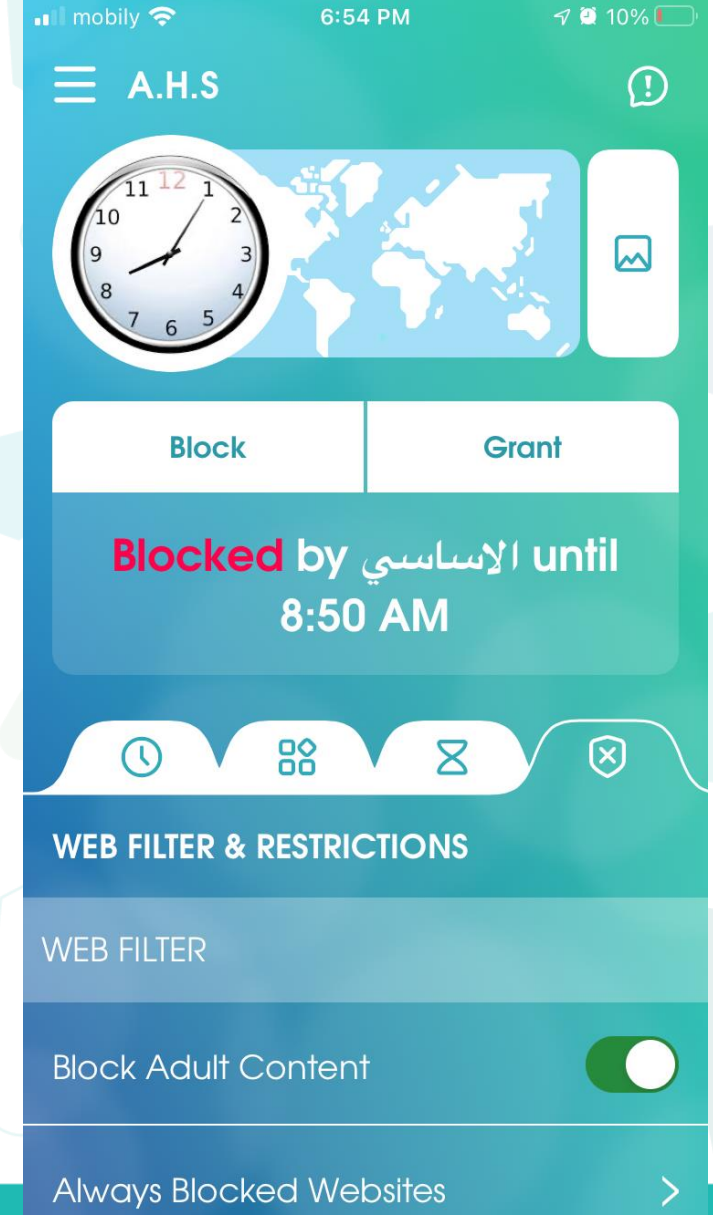 mobily 6:54 PM 10%
A.H.S
12
11 1
10 2
9 3
8 4
7 6 5
Block Grant
Blocked by الاساسي until
8:50 AM
WEB FILTER & RESTRICTIONS
WEB FILTER
Block Adult Content
Always Blocked Websites